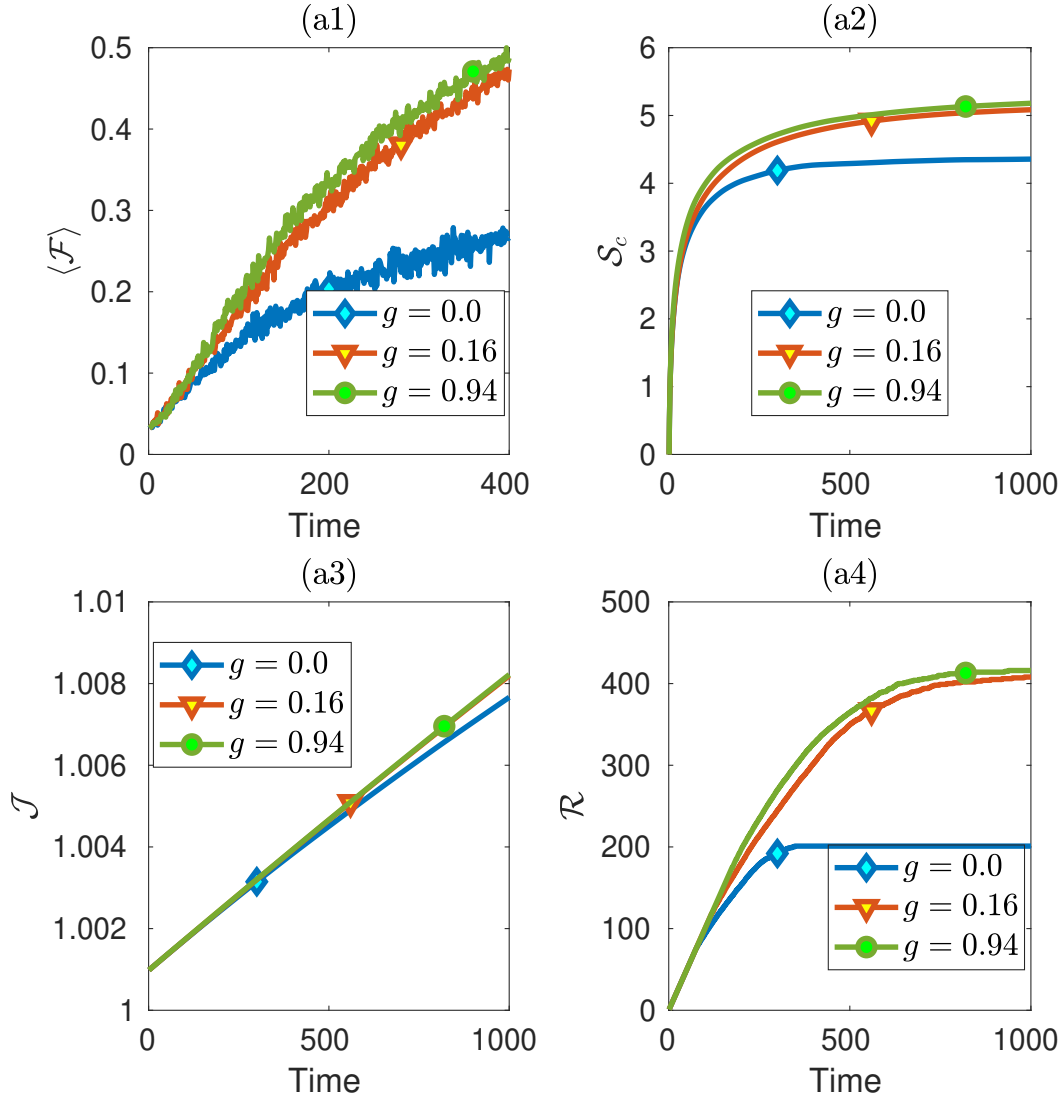 (a1)
0.5
0.4
0.3
0.2
0.1
0
⟨ℱ⟩
g = 0.0
g = 0.16
g = 0.94
0 200 400
Time
(a2)
6
5
4
3
2
1
0
𝒮c
g = 0.0
g = 0.16
g = 0.94
0 500 1000
Time
(a3)
1.01
1.008
1.006
1.004
1.002
1
𝒥
g = 0.0
g = 0.16
g = 0.94
0 500 1000
Time
(a4)
500
400
300
200
100
0
ℛ
g = 0.0
g = 0.16
g = 0.94
0 500 1000
Time